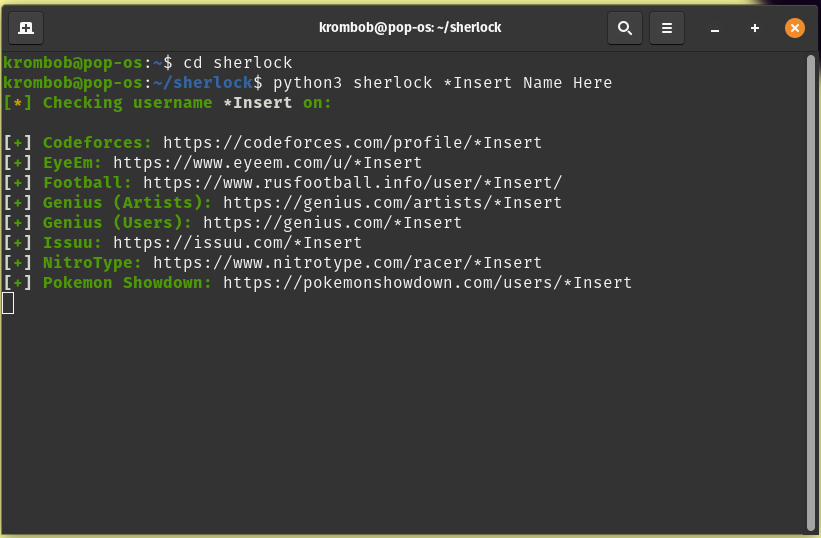 krombob@pop-os: ~/sherlock
krombob@pop-os:~$ cd sherlock
krombob@pop-os:~/sherlock$ python3 sherlock *Insert Name Here
[*] Checking username *Insert on:
[+] Codeforces: https://codeforces.com/profile/*Insert
[+] EyeEm: https://www.eyeem.com/u/*Insert
[+] Football: https://www.rusfootball.info/user/*Insert/
[+] Genius (Artists): https://genius.com/artists/*Insert
[+] Genius (Users): https://genius.com/*Insert
[+] Issuu: https://issuu.com/*Insert
[+] NitroType: https://www.nitrotype.com/racer/*Insert
[+] Pokemon Showdown: https://pokemonshowdown.com/users/*Insert